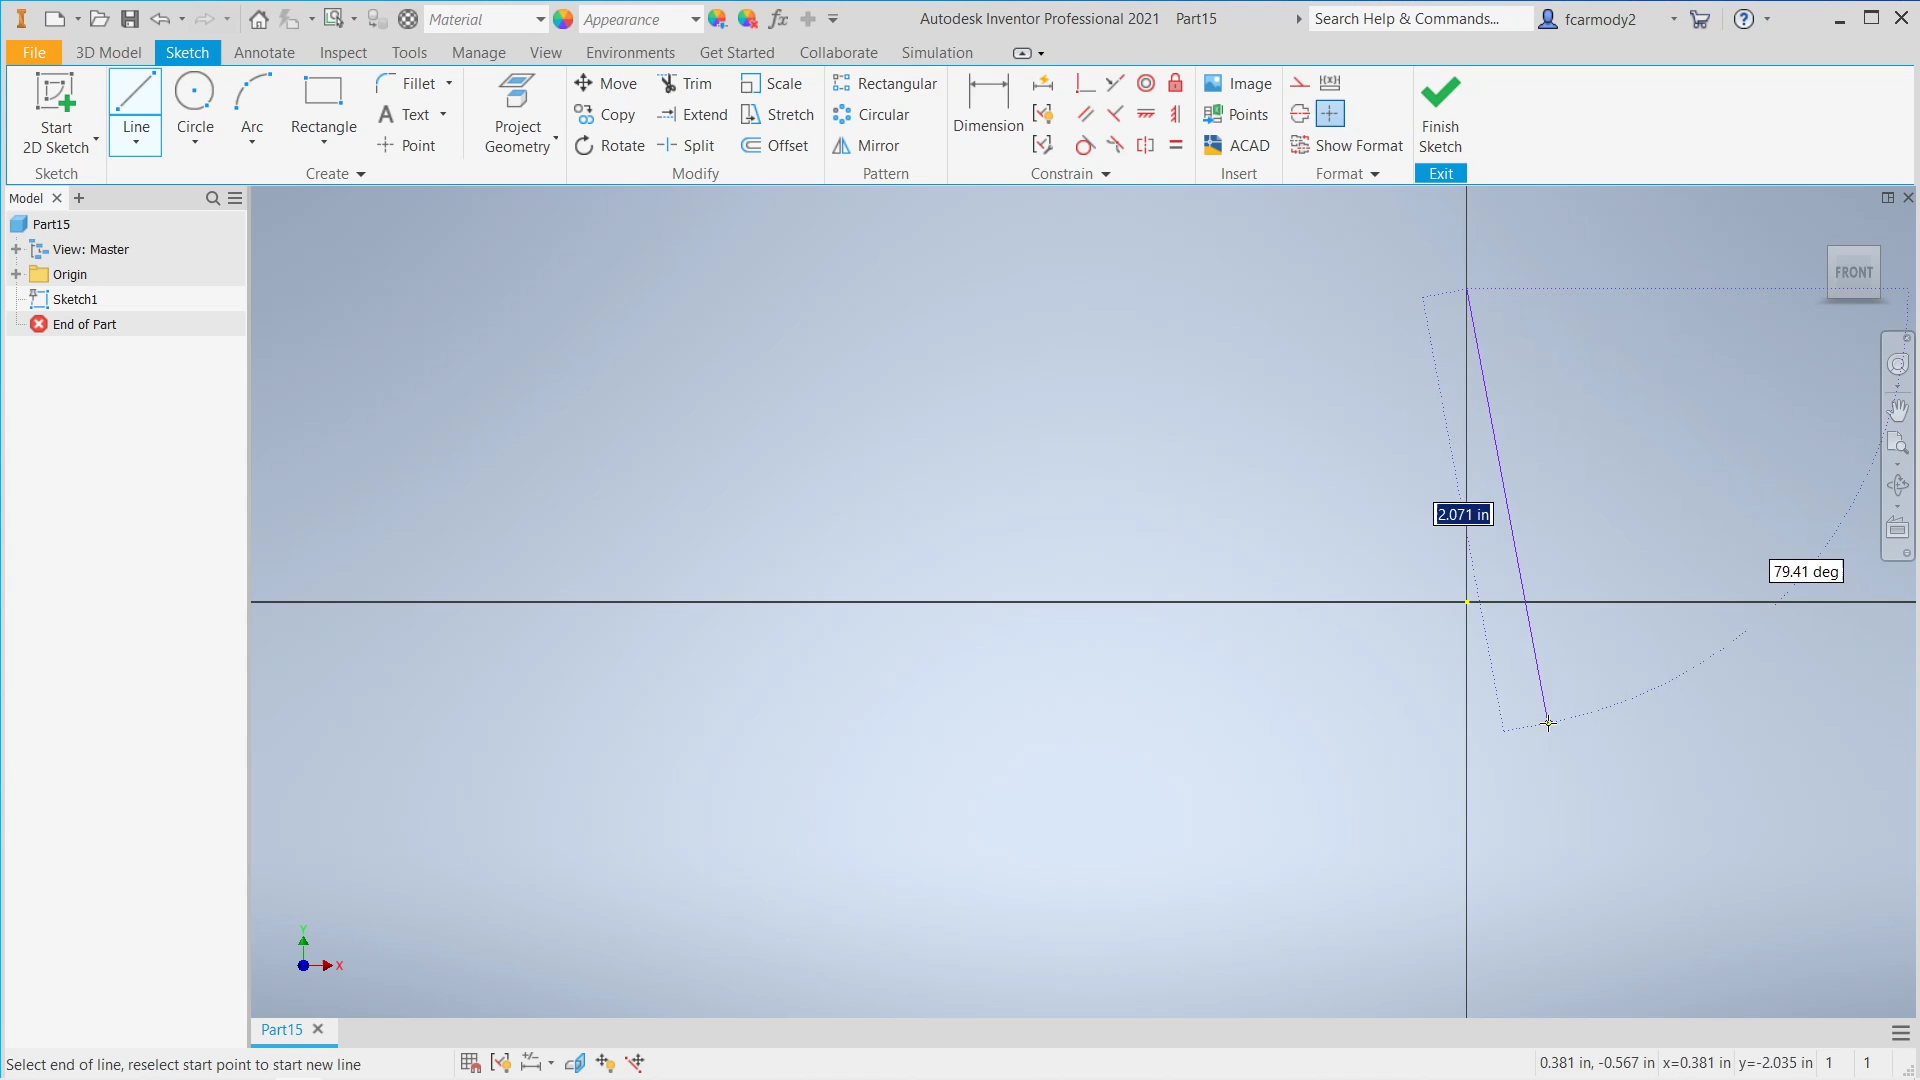 Material
Appearance
Autodesk Inventor Professional 2021 Part15
Search Help & Commands...
fcarmody2
File 3D Model Sketch Annotate Inspect Tools Manage View Environments Get Started Collaborate Simulation
Start
2D Sketch
Line
Circle
Arc
Rectangle
Fillet
Text
Point
Project
Geometry
Move
Copy
Rotate
Trim
Extend
Split
Scale
Stretch
Offset
Rectangular
Circular
Mirror
Dimension
Image
Points
ACAD
Show Format
Finish
Sketch
Sketch Create Modify Pattern Constrain Insert Format Exit
Model
Part15
View: Master
Origin
Sketch1
End of Part
FRONT
2.071 in
79.41 deg
Y
X
Part15
Select end of line, reselect start point to start new line
0.381 in, -0.567 in x=0.381 in y=-2.035 in 1 1